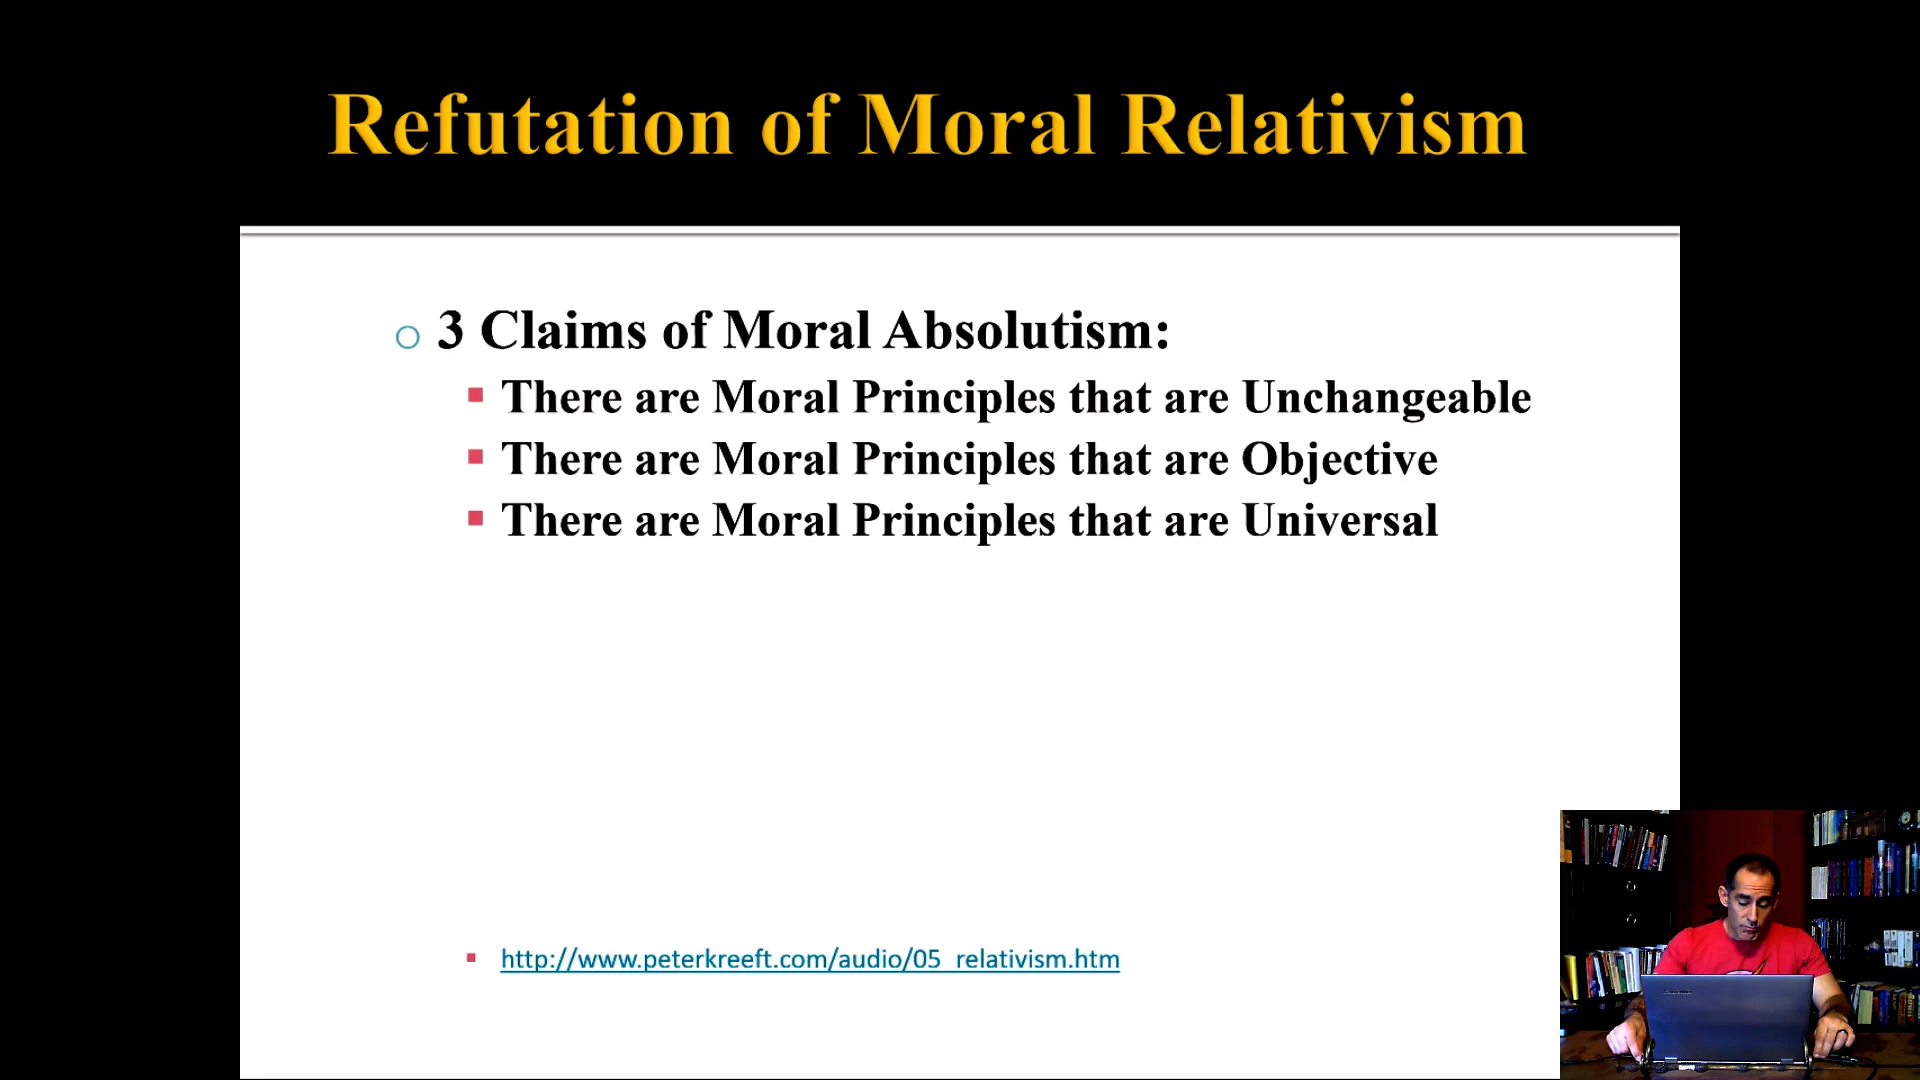 Refutation of Moral Relativism
3 Claims of Moral Absolutism:
There are Moral Principles that are Unchangeable
There are Moral Principles that are Objective
There are Moral Principles that are Universal
http://www.peterkreeft.com/audio/05_relativism.htm